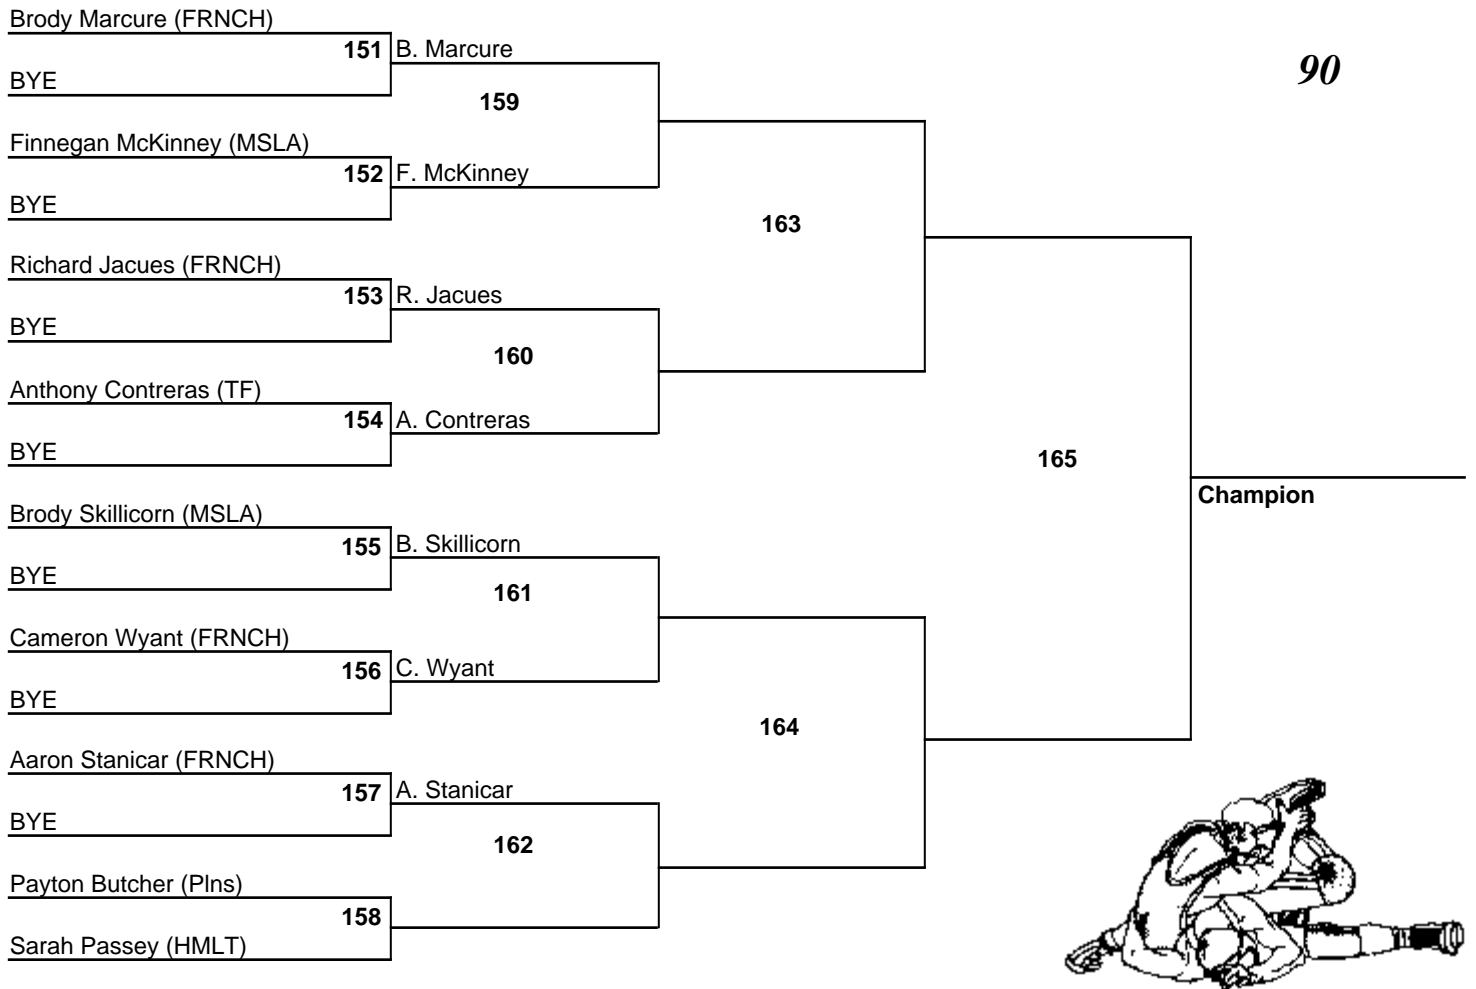 Brody Marcure (FRNCH)
151 B. Marcure
90
BYE
159
Finnegan McKinney (MSLA)
152 F. McKinney
BYE
163
Richard Jacues (FRNCH)
153 R. Jacues
BYE
160
Anthony Contreras (TF)
154 A. Contreras
BYE
165
Champion
Brody Skillicorn (MSLA)
155 B. Skillicorn
BYE
161
Cameron Wyant (FRNCH)
156 C. Wyant
BYE
164
Aaron Stanicar (FRNCH)
157 A. Stanicar
BYE
162
Payton Butcher (Plns)
158
Sarah Passey (HMLT)